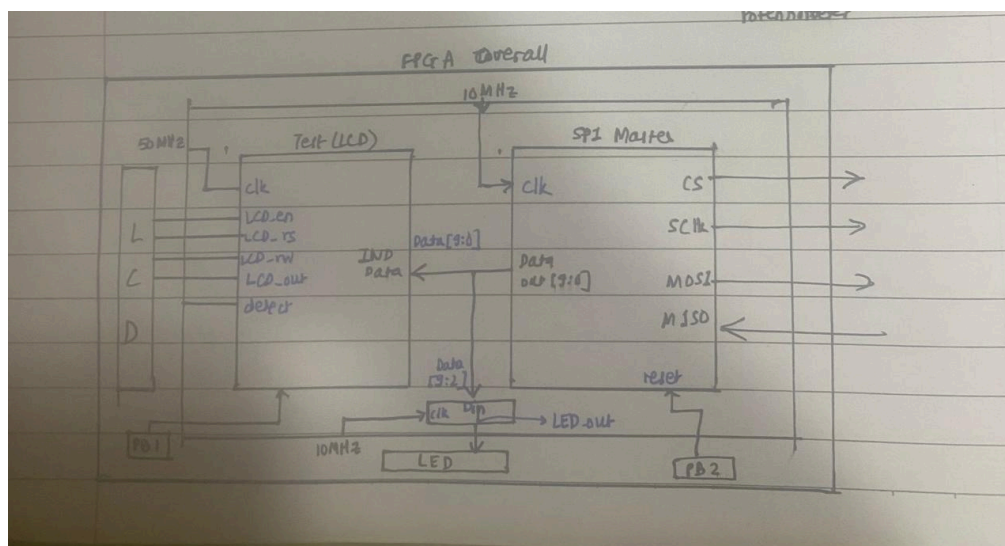 Potentiometer
FPGA Overall
10MHz
50MHz
Test (LCD)
SPI Master
clk
clk
CS
LCD_en
SClk
L
LCD_rs
Data[9:0]
LCD_rw
IND
Data
Data
out [9:0]
C
LCD_out
MOSI
detect
MISO
D
Data
[9:2]
reset
clk
Din
LED_out
PB1
10MHz
LED
PB2